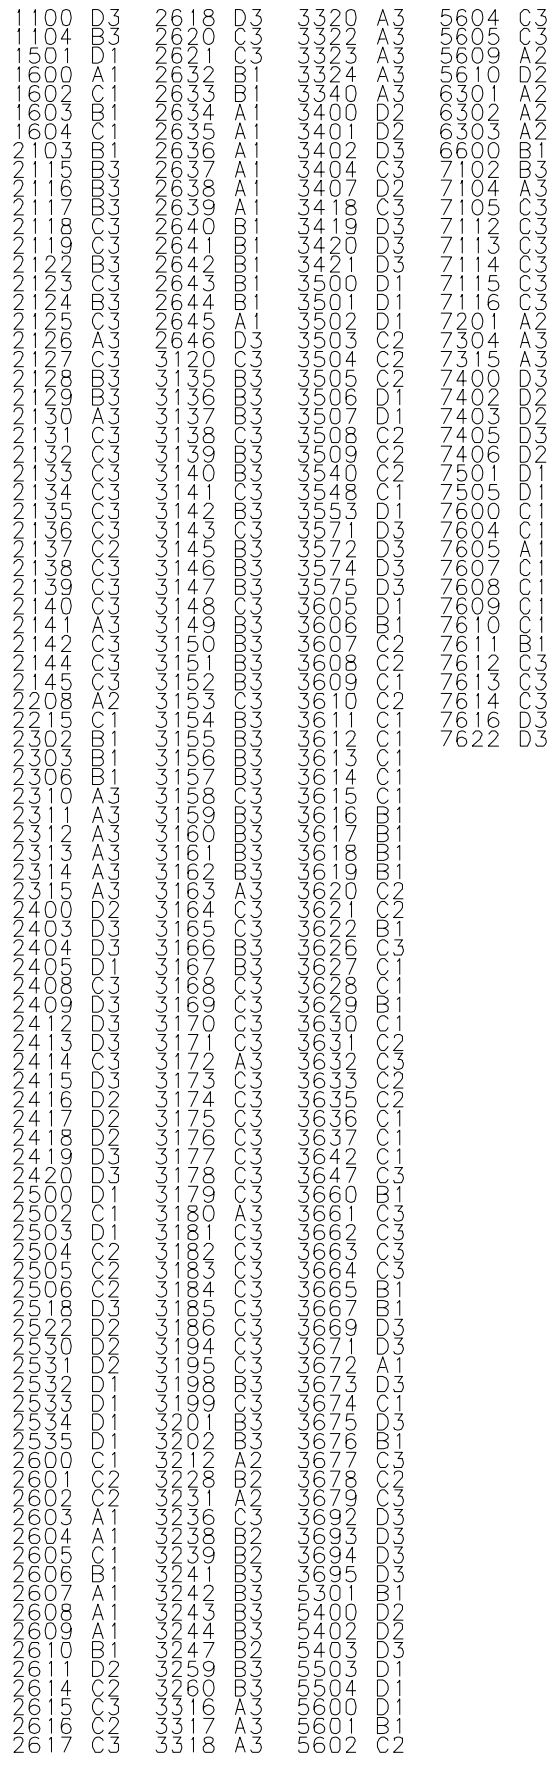 1100 D3
1104 B3
1501 D1
1600 A1
1602 C1
1603 B1
1604 C1
2103 B1
2115 B3
2116 B3
2117 B3
2118 C3
2119 C3
2122 B3
2123 C3
2124 B3
2125 C3
2126 A3
2127 C3
2128 B3
2129 B3
2130 A3
2131 C3
2132 C3
2133 C3
2134 C3
2135 C3
2136 C3
2137 C2
2138 C3
2139 C3
2140 C3
2141 A3
2142 C3
2144 C3
2145 C3
2208 A2
2215 C1
2302 B1
2303 B1
2306 B1
2310 A3
2311 A3
2312 A3
2313 A3
2314 A3
2315 A3
2400 D2
2403 D3
2404 D3
2405 D1
2408 C3
2409 D3
2412 D3
2413 D3
2414 C3
2415 D3
2416 D2
2417 D2
2418 D2
2419 D3
2420 D3
2500 D1
2502 C1
2503 D1
2504 C2
2505 C2
2506 C2
2518 D3
2522 D2
2530 D2
2531 D2
2532 D1
2533 D1
2534 D1
2535 D1
2600 C1
2601 C2
2602 C2
2603 A1
2604 A1
2605 C1
2606 B1
2607 A1
2608 A1
2609 A1
2610 B1
2611 D2
2614 C2
2615 C3
2616 C2
2617 C3
2618 D3
2620 C3
2621 C3
2632 B1
2633 B1
2634 A1
2635 A1
2636 A1
2637 A1
2638 A1
2639 A1
2640 B1
2641 B1
2642 B1
2643 B1
2644 B1
2645 A1
2646 D3
3120 C3
3135 B3
3136 B3
3137 B3
3138 C3
3139 B3
3140 B3
3141 C3
3142 B3
3143 C3
3145 B3
3146 B3
3147 B3
3148 C3
3149 B3
3150 B3
3151 B3
3152 B3
3153 C3
3154 B3
3155 B3
3156 B3
3157 B3
3158 C3
3159 B3
3160 B3
3161 B3
3162 B3
3163 A3
3164 C3
3165 C3
3166 B3
3167 B3
3168 C3
3169 C3
3170 C3
3171 C3
3172 A3
3173 C3
3174 C3
3175 C3
3176 C3
3177 C3
3178 C3
3179 C3
3180 A3
3181 C3
3182 C3
3183 C3
3184 C3
3185 C3
3186 C3
3194 C3
3195 C3
3198 B3
3199 C3
3201 B3
3202 B3
3212 A2
3228 B2
3231 A2
3236 C3
3238 B2
3239 B2
3241 B3
3242 B3
3243 B3
3244 B3
3247 B2
3259 B3
3260 B3
3316 A3
3317 A3
3318 A3
3320 A3
3322 A3
3323 A3
3324 A3
3340 A3
3400 D2
3401 D2
3402 D3
3404 C3
3407 D2
3418 C3
3419 D3
3420 D3
3421 D3
3500 D1
3501 D1
3502 D1
3503 C2
3504 C2
3505 C2
3506 D1
3507 D1
3508 C2
3509 C2
3540 C2
3548 C1
3553 D1
3571 D3
3572 D3
3574 D3
3575 D3
3605 D1
3606 B1
3607 C2
3608 C2
3609 C1
3610 C2
3611 C1
3612 C1
3613 C1
3614 C1
3615 C1
3616 B1
3617 B1
3618 B1
3619 B1
3620 C2
3621 C2
3622 B1
3626 C3
3627 C1
3628 C1
3629 B1
3630 C1
3631 C2
3632 C3
3633 C2
3635 C2
3636 C1
3637 C1
3642 C1
3647 C3
3660 B1
3661 C3
3662 C3
3663 C3
3664 C3
3665 B1
3667 B1
3669 D3
3671 D3
3672 A1
3673 D3
3674 C1
3675 D3
3676 B1
3677 C3
3678 C2
3679 C3
3692 D3
3693 D3
3694 D3
3695 D3
5301 B1
5400 D2
5402 D2
5403 D3
5503 D1
5504 D1
5600 D1
5601 B1
5602 C2
5604 C3
5605 C3
5609 A2
5610 D2
6301 A2
6302 A2
6303 A2
6600 B1
7102 B3
7104 A3
7105 C3
7112 C3
7113 C3
7114 C3
7115 C3
7116 C3
7201 A2
7304 A3
7315 A3
7400 D3
7402 D2
7403 D2
7405 D3
7406 D2
7501 D1
7505 D1
7600 C1
7604 C1
7605 A1
7607 C1
7608 C1
7609 C1
7610 C1
7611 B1
7612 C3
7613 C3
7614 C3
7616 D3
7622 D3